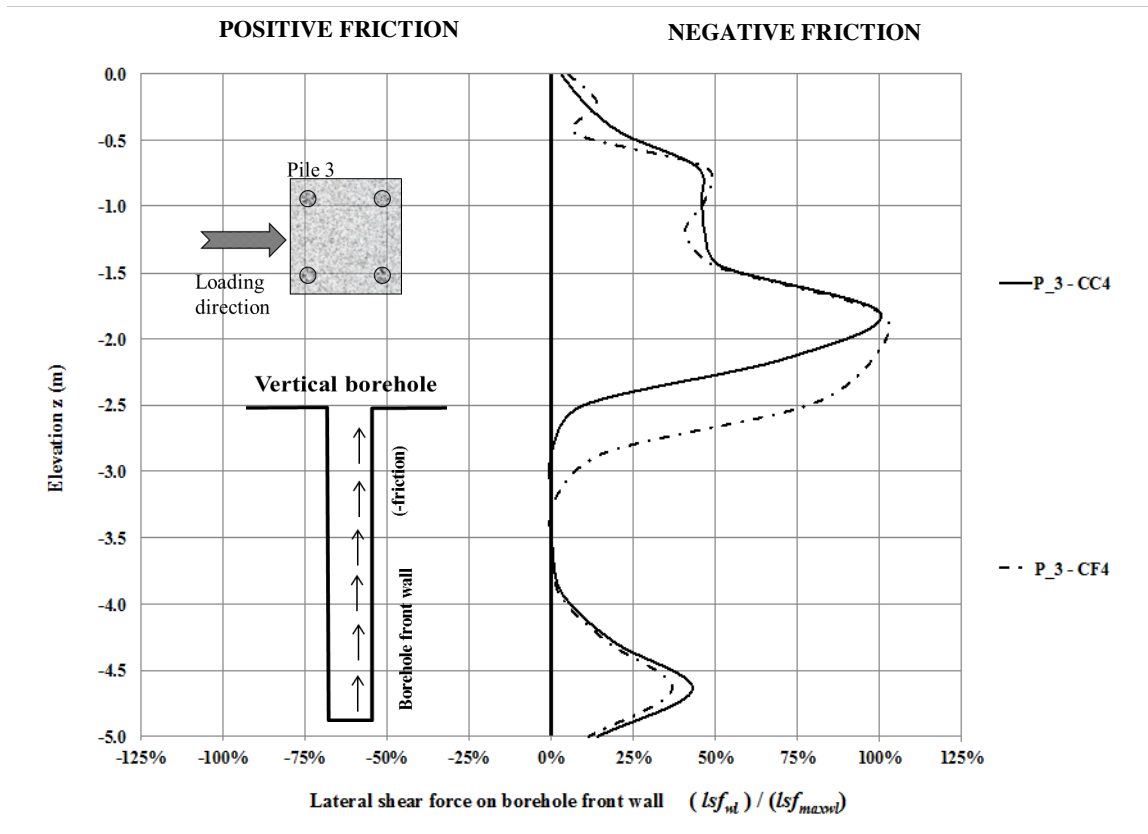 POSITIVE FRICTION
NEGATIVE FRICTION
0.0
-0.5
-1.0
-1.5
-2.0
-2.5
-3.0
-3.5
-4.0
-4.5
-5.0
Elevation z (m)
Pile 3
Loading
direction
Vertical borehole
(-friction)
Borehole front wall
P_3 - CC4
P_3 - CF4
-125%
-100%
-75%
-50%
-25%
0%
25%
50%
75%
100%
125%
Lateral shear force on borehole front wall (lsf_wl) / (lsf_maxwl)